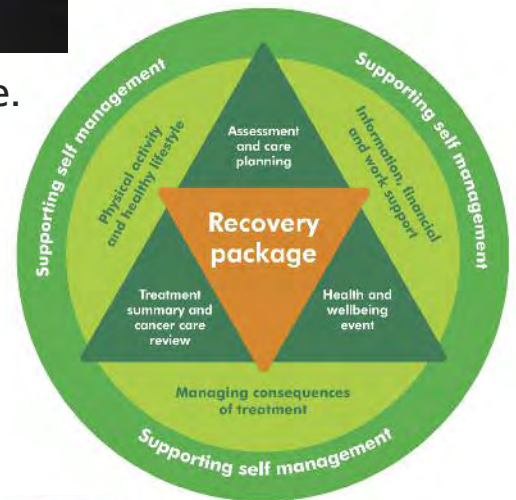 e.
Supporting self management
Supporting self management
Physical activity
and healthy lifestyle
Information, financial
and work support
Assessment
and care
planning
Recovery
package
Treatment
summary and
cancer care
review
Health and
wellbeing
event
Managing consequences
of treatment
Supporting self management